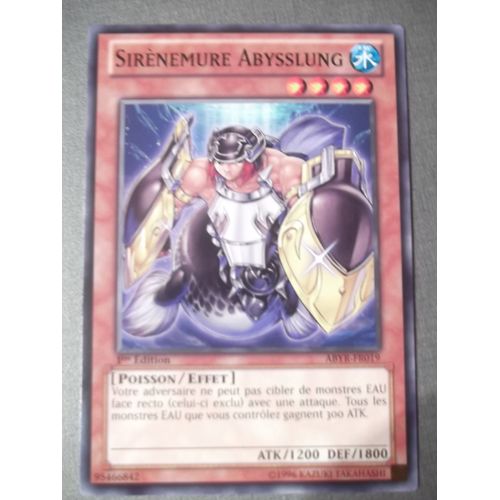 SIRÈNEMURE ABYSSLUNG 水
1ère Edition ABYR-FR019
[POISSON/EFFET]
Votre adversaire ne peut pas cibler de monstres EAU
face recto (celui-ci exclu) avec une attaque. Tous les
monstres EAU que vous contrôlez gagnent 300 ATK.
ATK/1200 DEF/1800
95466842 ©1996 KAZUKI TAKAHASHI